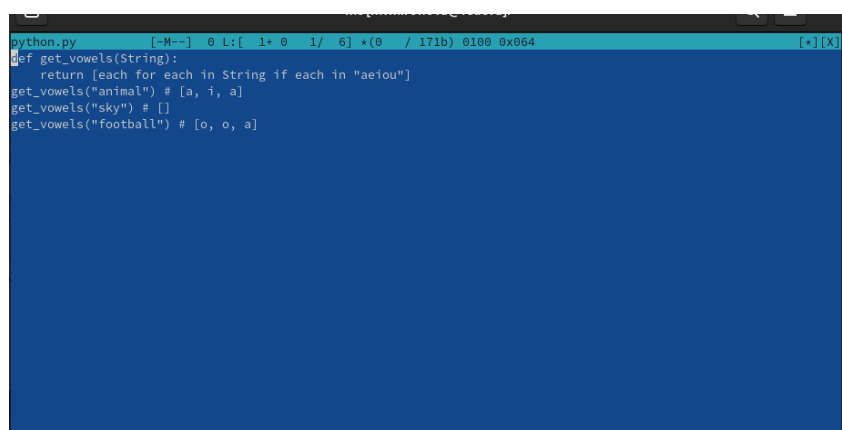 python.py [-M--] 0 L:[ 1+ 0 1/ 6] *(0 / 171b) 0100 0x064 [*][X]
def get_vowels(String):
    return [each for each in String if each in "aeiou"]
get_vowels("animal") # [a, i, a]
get_vowels("sky") # []
get_vowels("football") # [o, o, a]